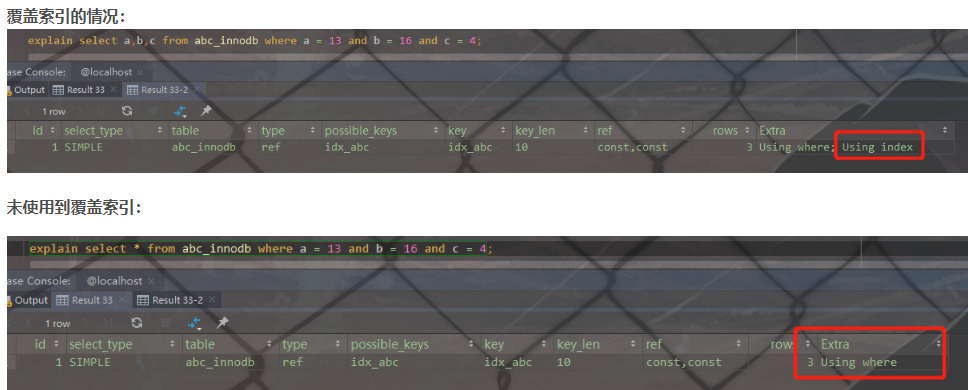 覆盖索引的情况：
explain select a,b,c from abc_innodb where a = 13 and b = 16 and c = 4;
ase Console: @localhost ×
Output Result 33 × Result 33-2 ×
1 row
id select_type table type possible_keys key key_len ref rows Extra
1 SIMPLE abc_innodb ref idx_abc idx_abc 10 const,const 3 Using where; Using index
未使用到覆盖索引：
explain select * from abc_innodb where a = 13 and b = 16 and c = 4;
ase Console: @localhost ×
Output Result 33 × Result 33-2 ×
1 row
id select_type table type possible_keys key key_len ref rows Extra
1 SIMPLE abc_innodb ref idx_abc idx_abc 10 const,const 3 Using where